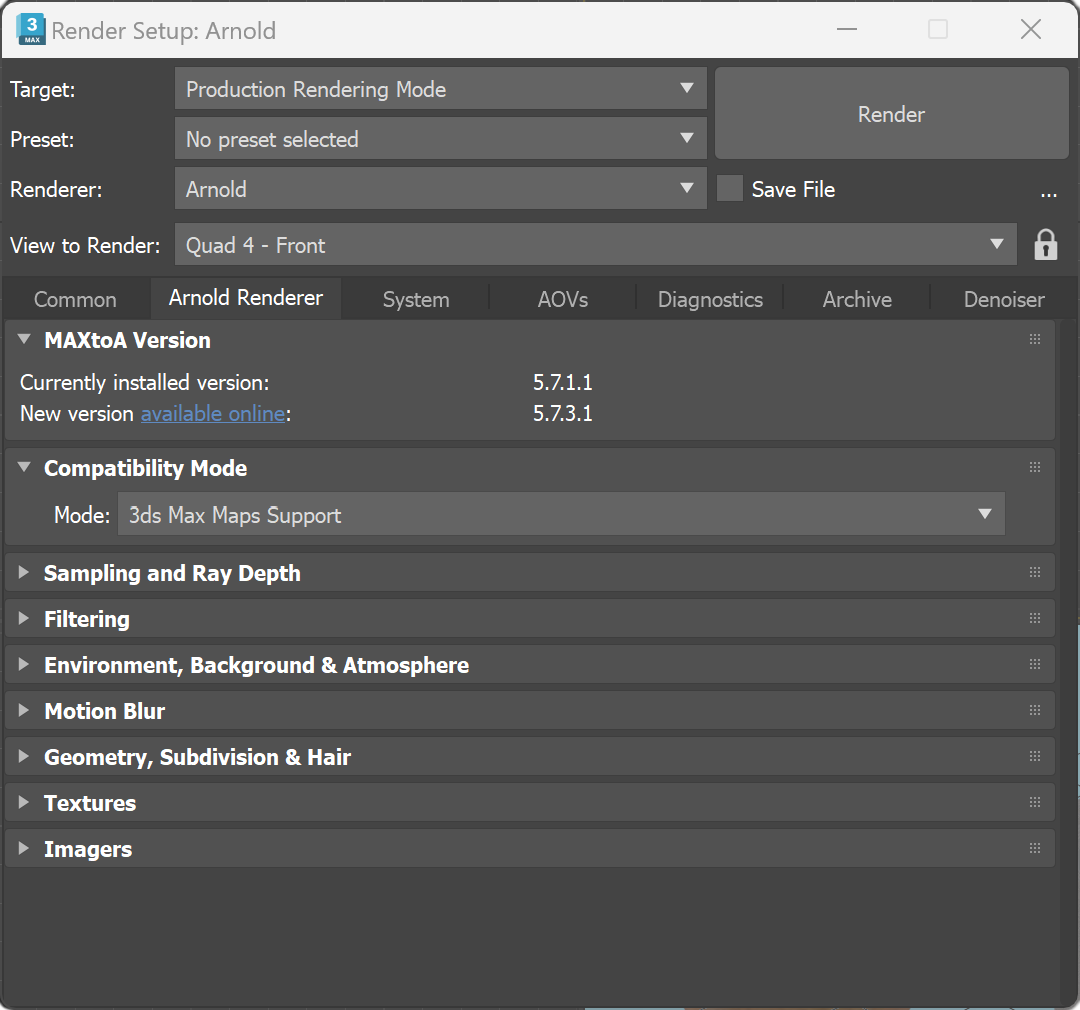 3
MAX
Render Setup: Arnold
Target: Production Rendering Mode
Render
Preset: No preset selected
Renderer: Arnold
Save File ...
View to Render: Quad 4 - Front
Common Arnold Renderer System AOVs Diagnostics Archive Denoiser
MAXtoA Version
Currently installed version: 5.7.1.1
New version available online: 5.7.3.1
Compatibility Mode
Mode: 3ds Max Maps Support
Sampling and Ray Depth
Filtering
Environment, Background & Atmosphere
Motion Blur
Geometry, Subdivision & Hair
Textures
Imagers